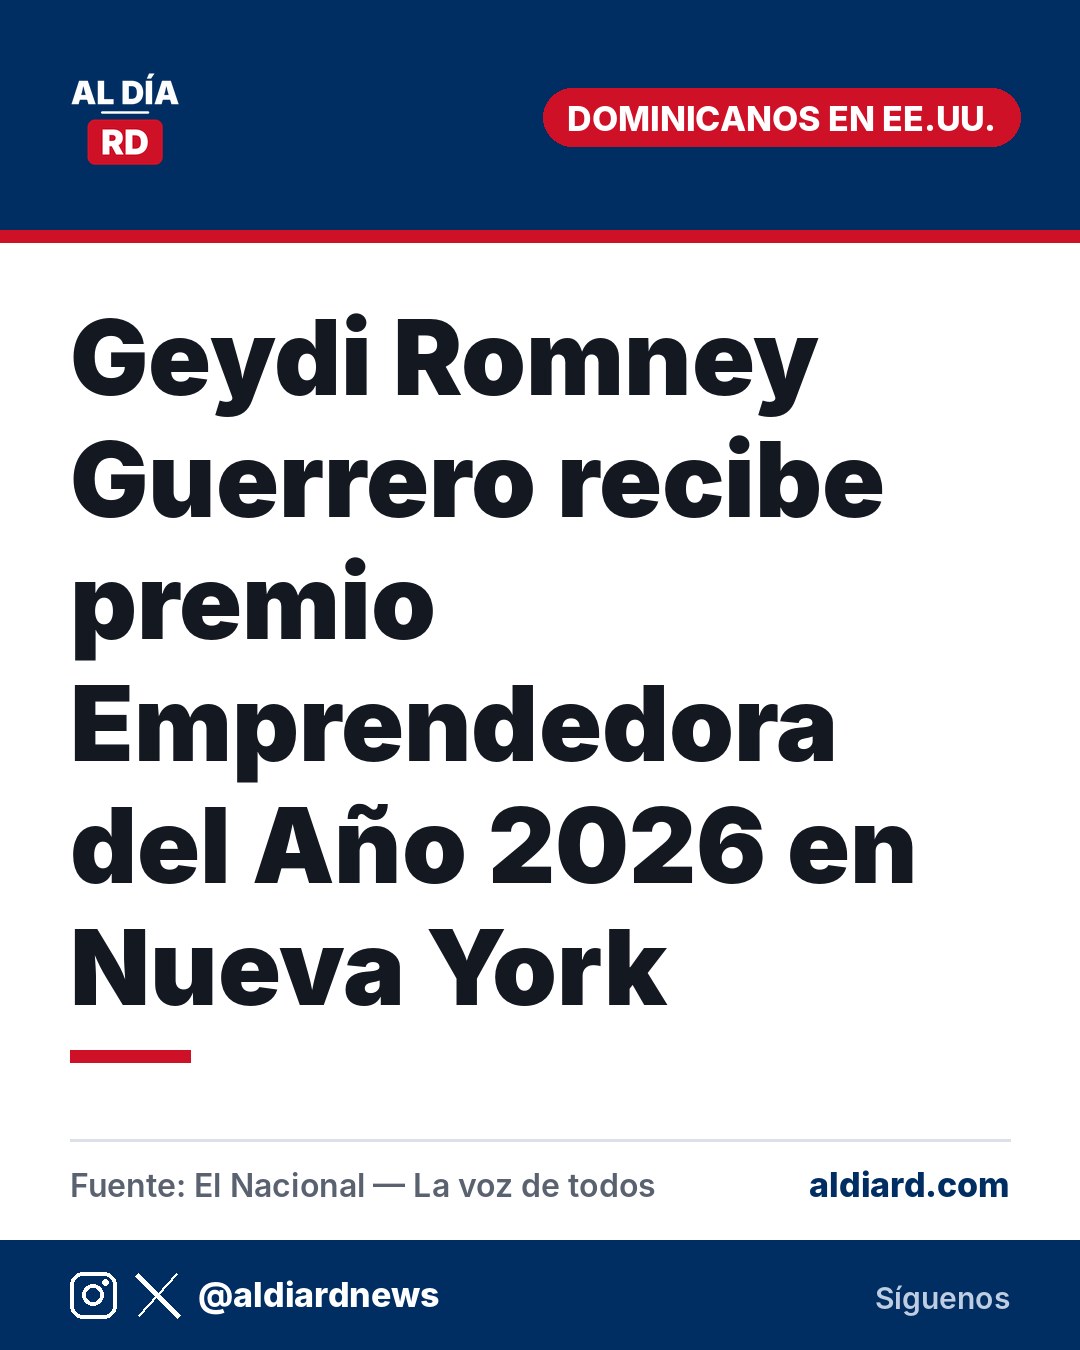 AL DÍA
RD
DOMINICANOS EN EE.UU.
Geydi Romney
Guerrero recibe
premio
Emprendedora
del Año 2026 en
Nueva York
Fuente: El Nacional — La voz de todos
aldiard.com
@aldiardnews
Síguenos